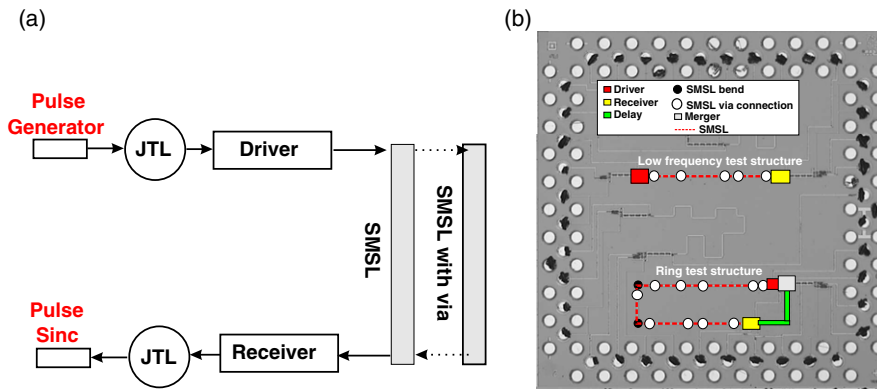 (a)
Pulse
Generator
JTL
Driver
SMSL
SMSL with via
Pulse
Sinc
JTL
Receiver
(b)
Driver
Receiver
Delay
SMSL bend
SMSL via connection
Merger
SMSL
Low frequency test structure
Ring test structure